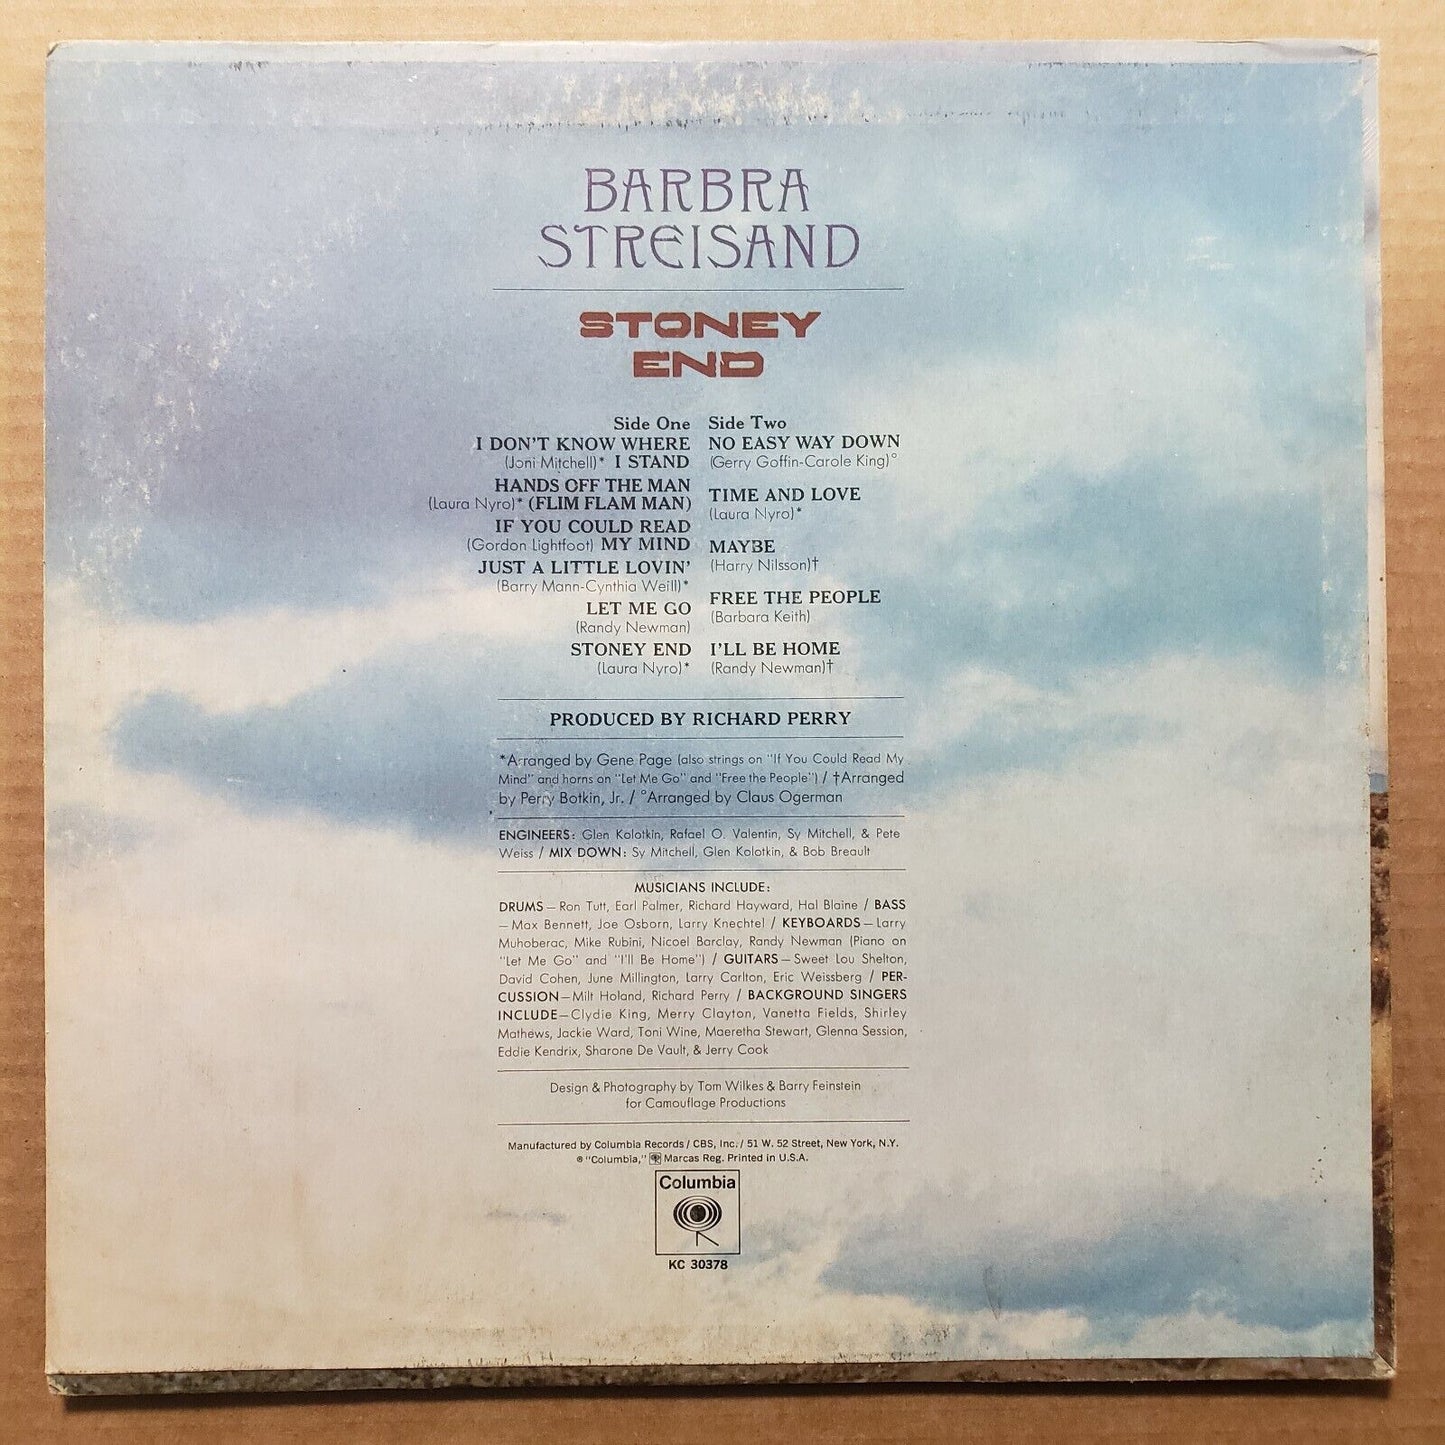 BARBRA
STREISAND
STONEY
END
Side One
I DON'T KNOW WHERE
(Joni Mitchell)* I STAND
HANDS OFF THE MAN
(Laura Nyro)* (FLIM FLAM MAN)
IF YOU COULD READ
(Gordon Lightfoot) MY MIND
JUST A LITTLE LOVIN'
(Barry Mann-Cynthia Weill)*
LET ME GO
(Randy Newman)
STONEY END
(Laura Nyro)*
Side Two
NO EASY WAY DOWN
(Gerry Goffin-Carole King)°
TIME AND LOVE
(Laura Nyro)*
MAYBE
(Harry Nilsson)†
FREE THE PEOPLE
(Barbara Keith)
I'LL BE HOME
(Randy Newman)†
PRODUCED BY RICHARD PERRY
*Arranged by Gene Page (also strings on "If You Could Read My
Mind" and horns on "Let Me Go" and "Free the People") / †Arranged
by Perry Botkin, Jr. / °Arranged by Claus Ogerman
ENGINEERS: Glen Kolotkin, Rafael O. Valentin, Sy Mitchell, & Pete
Weiss / MIX DOWN: Sy Mitchell, Glen Kolotkin, & Bob Breault
MUSICIANS INCLUDE:
DRUMS—Ron Tutt, Earl Palmer, Richard Hayward, Hal Blaine / BASS
—Max Bennett, Joe Osborn, Larry Knechtel / KEYBOARDS—Larry
Muhoberac, Mike Rubini, Nicoel Barclay, Randy Newman (Piano on
"Let Me Go" and "I'll Be Home") / GUITARS—Sweet Lou Shelton,
David Cohen, June Millington, Larry Carlton, Eric Weissberg / PER-
CUSSION—Milt Holand, Richard Perry / BACKGROUND SINGERS
INCLUDE—Clydie King, Merry Clayton, Vanetta Fields, Shirley
Mathews, Jackie Ward, Toni Wine, Maeretha Stewart, Glenna Session,
Eddie Kendrix, Sharone De Vault, & Jerry Cook
Design & Photography by Tom Wilkes & Barry Feinstein
for Camouflage Productions
Manufactured by Columbia Records / CBS, Inc. / 51 W. 52 Street, New York, N.Y.
® "Columbia," Marcas Reg. Printed in U.S.A.
Columbia
KC 30378